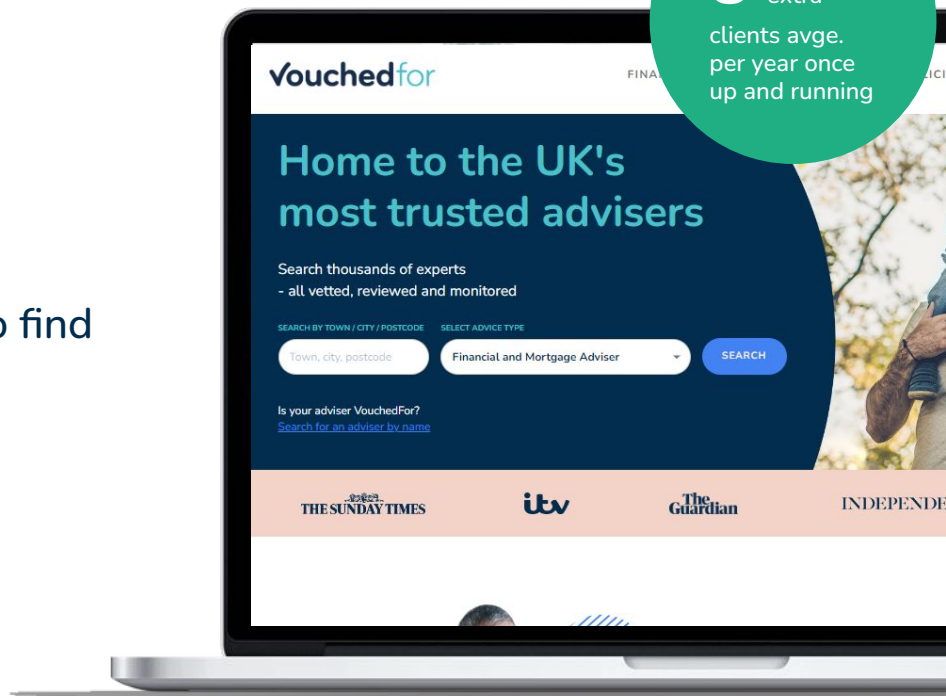 extra
clients avge.
per year once
up and running
Vouchedfor
Home to the UK's
most trusted advisers
Search thousands of experts
- all vetted, reviewed and monitored
find
SEARCH BY TOWN / CITY / POSTCODE SELECT ADVICE TYPE
Town, city, postcode Financial and Mortgage Adviser SEARCH
Is your adviser VouchedFor?
Search for an adviser by name
THE SUNDAY TIMES itv The Guardian